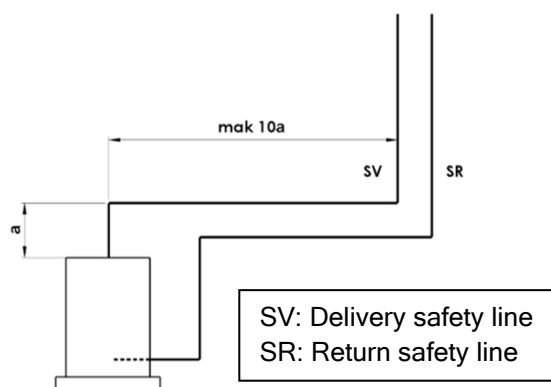 mak 10a
SV
SR
a
SV: Delivery safety line
SR: Return safety line